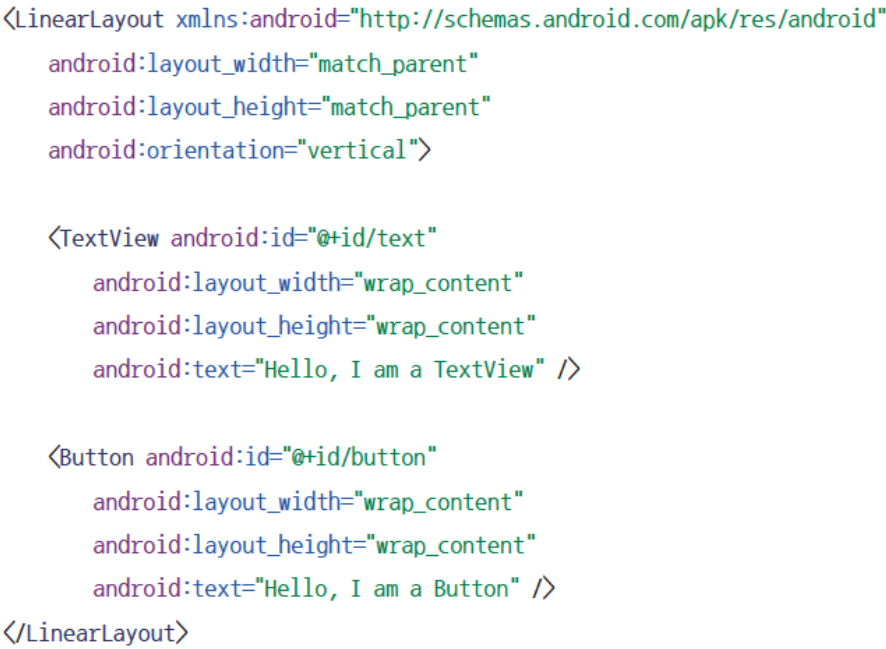 <LinearLayout xmlns:android="http://schemas.android.com/apk/res/android"
android:layout_width="match_parent"
android:layout_height="match_parent"
android:orientation="vertical">
<TextView android:id="@+id/text"
android:layout_width="wrap_content"
android:layout_height="wrap_content"
android:text="Hello, I am a TextView" />
<Button android:id="@+id/button"
android:layout_width="wrap_content"
android:layout_height="wrap_content"
android:text="Hello, I am a Button" />
</LinearLayout>